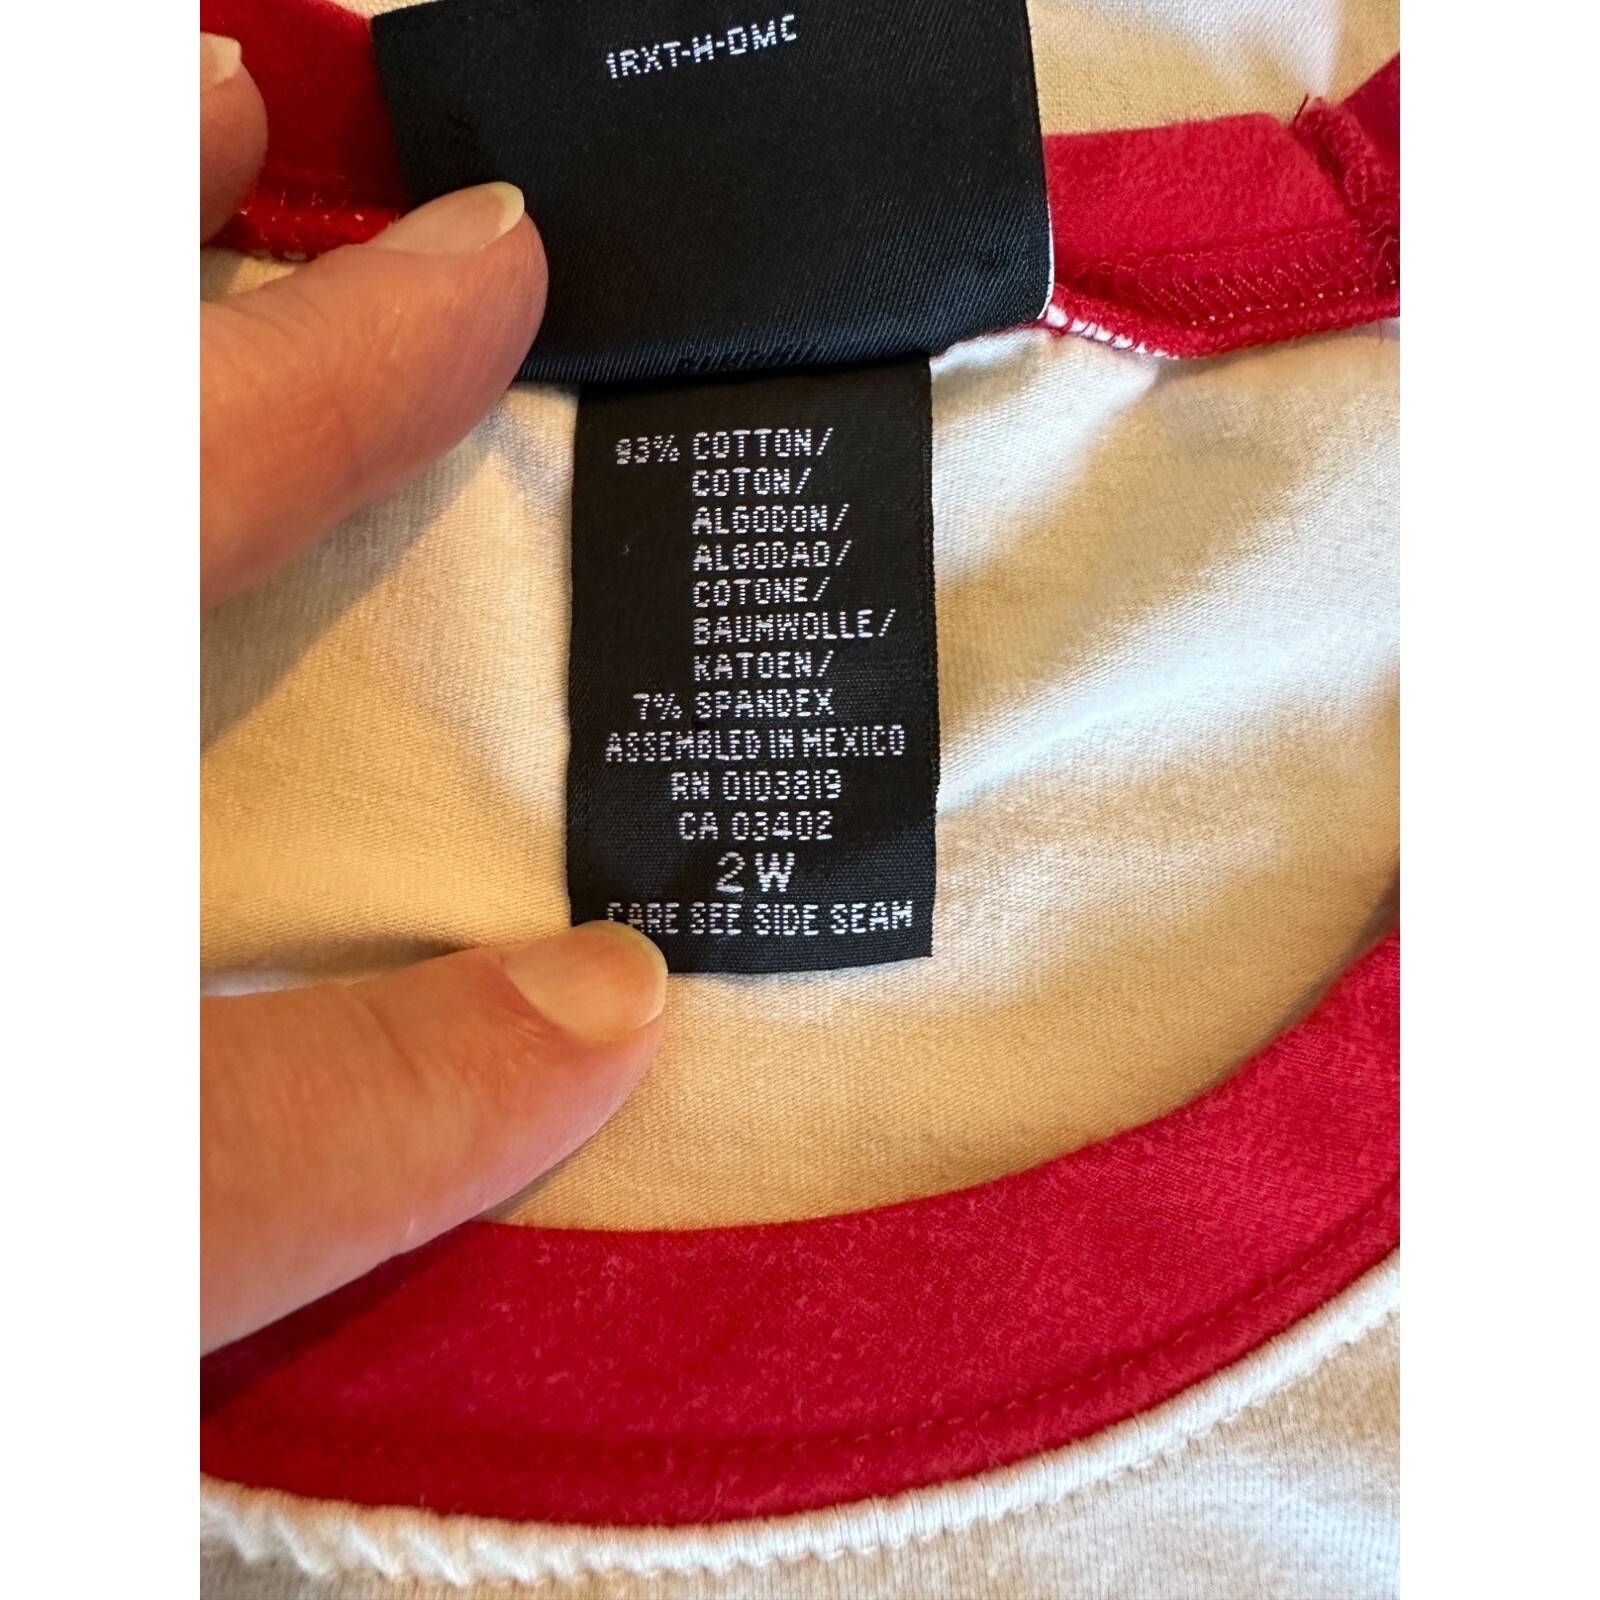 1RXT-H-DMC
93% COTTON/
COTON/
ALGODON/
ALGODAO/
COTONE/
BAUMWOLLE/
KATOEN/
7% SPANDEX
ASSEMBLED IN MEXICO
RN 0103819
CA 03402
2W
CARE SEE SIDE SEAM